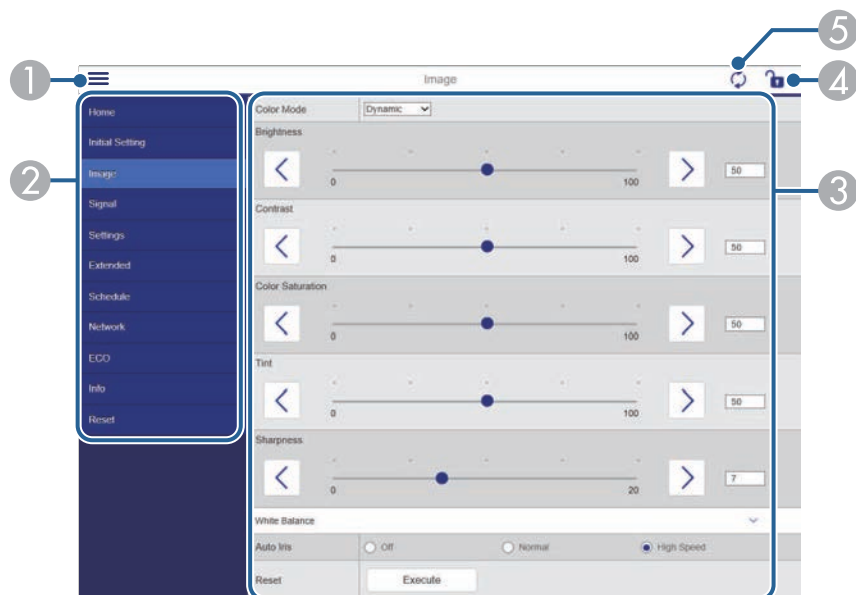 5
1
Image
4
Home
Color Mode
Dynamic
Initial Setting
Brightness
2
Image
0
100
50
3
Signal
Contrast
Settings
0
100
50
Extended
Color Saturation
Schedule
Network
0
100
50
ECO
Tint
Info
0
100
50
Reset
Sharpness
0
20
7
White Balance
Auto Iris
Off
Normal
High Speed
Reset
Execute